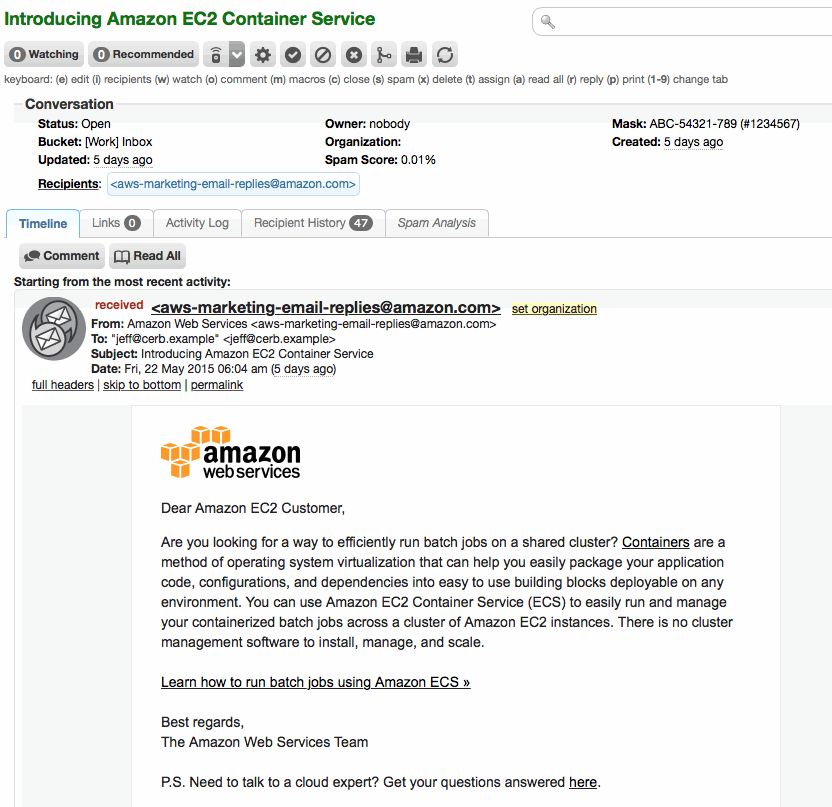 Introducing Amazon EC2 Container Service
0 Watching 0 Recommended
keyboard: (e) edit (i) recipients (w) watch (o) comment (m) macros (c) close (s) spam (x) delete (t) assign (a) read all (r) reply (p) print (1-9) change tab
Conversation
Status: Open Owner: nobody Mask: ABC-54321-789 (#1234567)
Bucket: [Work] Inbox Organization: Created: 5 days ago
Updated: 5 days ago Spam Score: 0.01%
Recipients: <aws-marketing-email-replies@amazon.com>
Timeline Links 0 Activity Log Recipient History 47 Spam Analysis
Comment Read All
Starting from the most recent activity:
received <aws-marketing-email-replies@amazon.com> set organization
From: Amazon Web Services <aws-marketing-email-replies@amazon.com>
To: "jeff@cerb.example" <jeff@cerb.example>
Subject: Introducing Amazon EC2 Container Service
Date: Fri, 22 May 2015 06:04 am (5 days ago)
full headers | skip to bottom | permalink
amazon
web services
Dear Amazon EC2 Customer,
Are you looking for a way to efficiently run batch jobs on a shared cluster? Containers are a
method of operating system virtualization that can help you easily package your application
code, configurations, and dependencies into easy to use building blocks deployable on any
environment. You can use Amazon EC2 Container Service (ECS) to easily run and manage
your containerized batch jobs across a cluster of Amazon EC2 instances. There is no cluster
management software to install, manage, and scale.
Learn how to run batch jobs using Amazon ECS »
Best regards,
The Amazon Web Services Team
P.S. Need to talk to a cloud expert? Get your questions answered here.